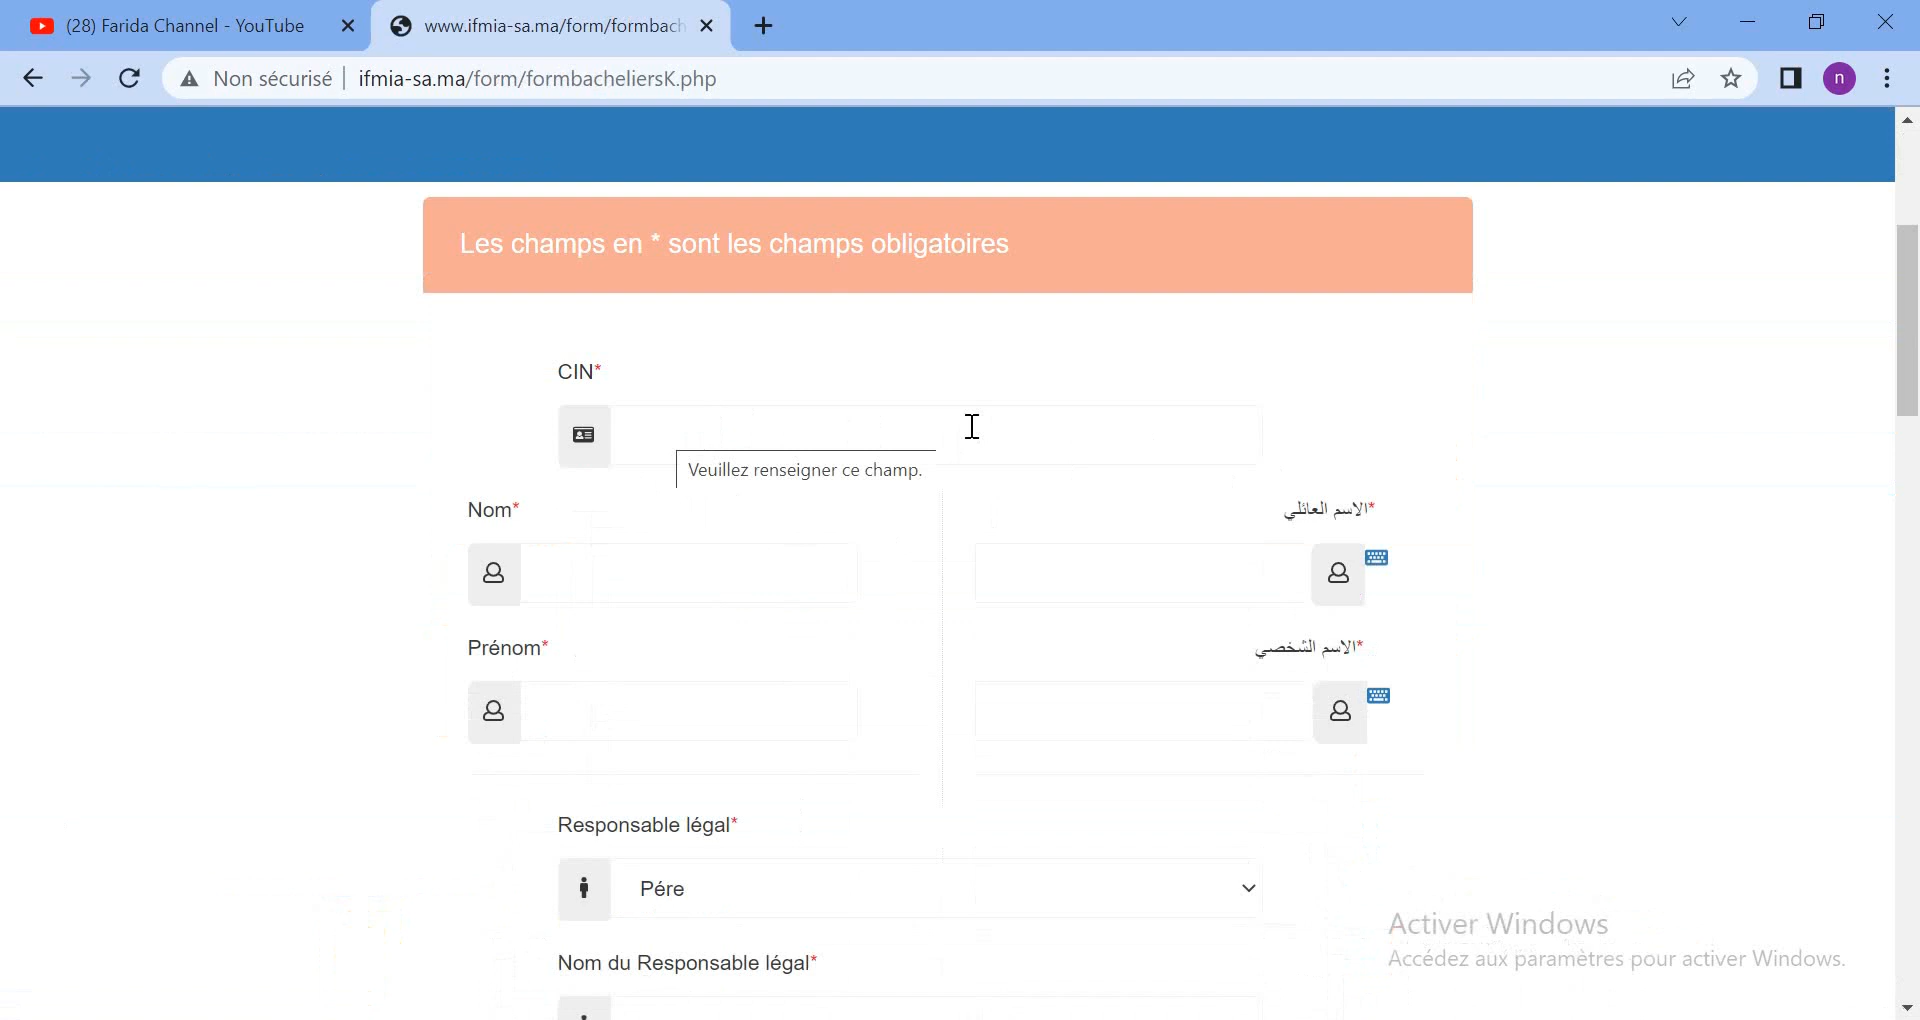 (28) Farida Channel - YouTube
www.ifmia-sa.ma/form/formbach
n
Non sécurisé
ifmia-sa.ma/form/formbacheliersK.php
Les champs en * sont les champs obligatoires
CIN*
Veuillez renseigner ce champ.
Nom*
الاسم العائلي*
Prénom*
الاسم الشخصي*
Responsable légal*
Pére
Nom du Responsable légal*
Activer Windows
Accédez aux paramètres pour activer Windows.